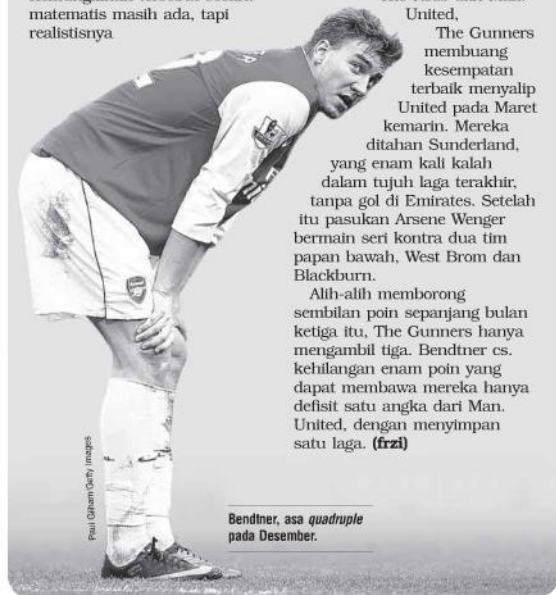 matematis masih ada, tapi
realistisnya
United,
The Gunners
membuang
kesempatan
terbaik menyalip
United pada Maret
kemarin. Mereka
ditahan Sunderland,
yang enam kali kalah
dalam tujuh laga terakhir,
tanpa gol di Emirates. Setelah
itu pasukan Arsene Wenger
bermain seri kontra dua tim
papan bawah, West Brom dan
Blackburn.
Alih-alih memborong
sembilan poin sepanjang bulan
ketiga itu, The Gunners hanya
mengambil tiga. Bendtner cs.
kehilangan enam poin yang
dapat membawa mereka hanya
defisit satu angka dari Man.
United, dengan menyimpan
satu laga. (frzi)
Paul Gilham/Getty Images
Bendtner, asa quadruple
pada Desember.